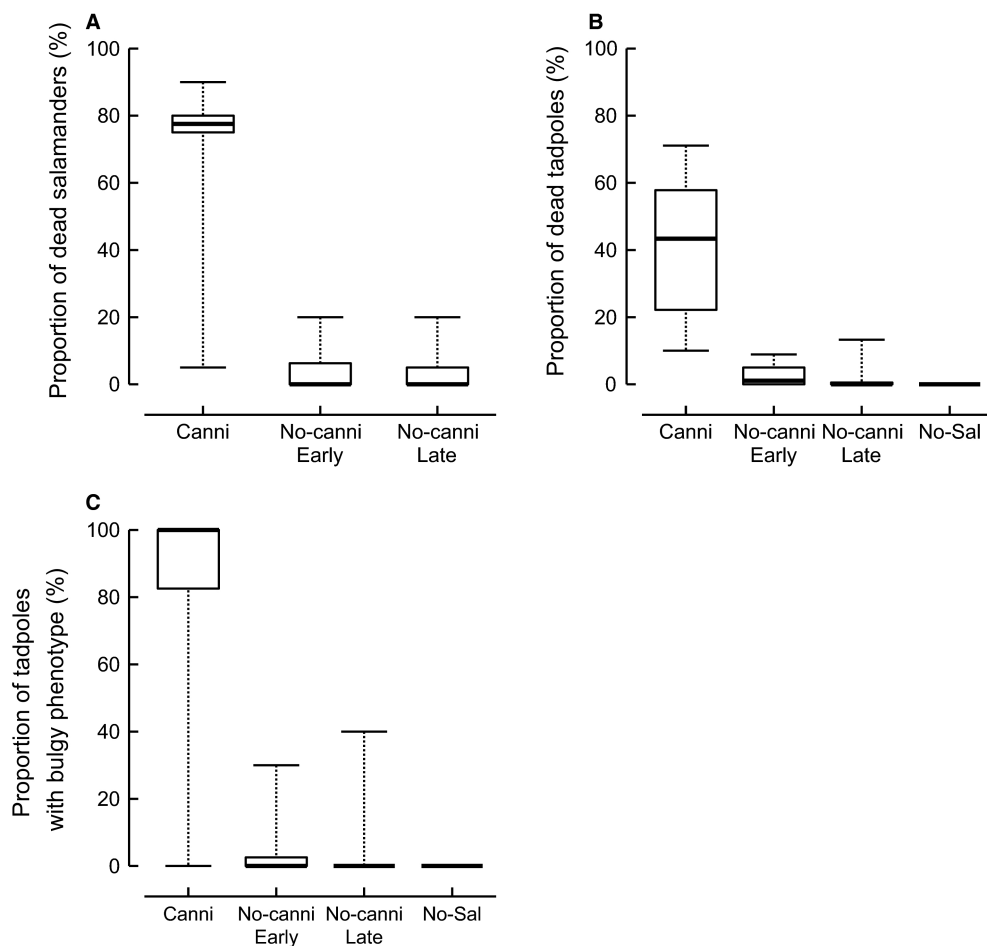 A
Proportion of dead salamanders (%)
100
80
60
40
20
0
Canni No-canni Early No-canni Late
B
Proportion of dead tadpoles (%)
100
80
60
40
20
0
Canni No-canni Early No-canni Late No-Sal
C
Proportion of tadpoles
with bulgy phenotype (%)
100
80
60
40
20
0
Canni No-canni Early No-canni Late No-Sal